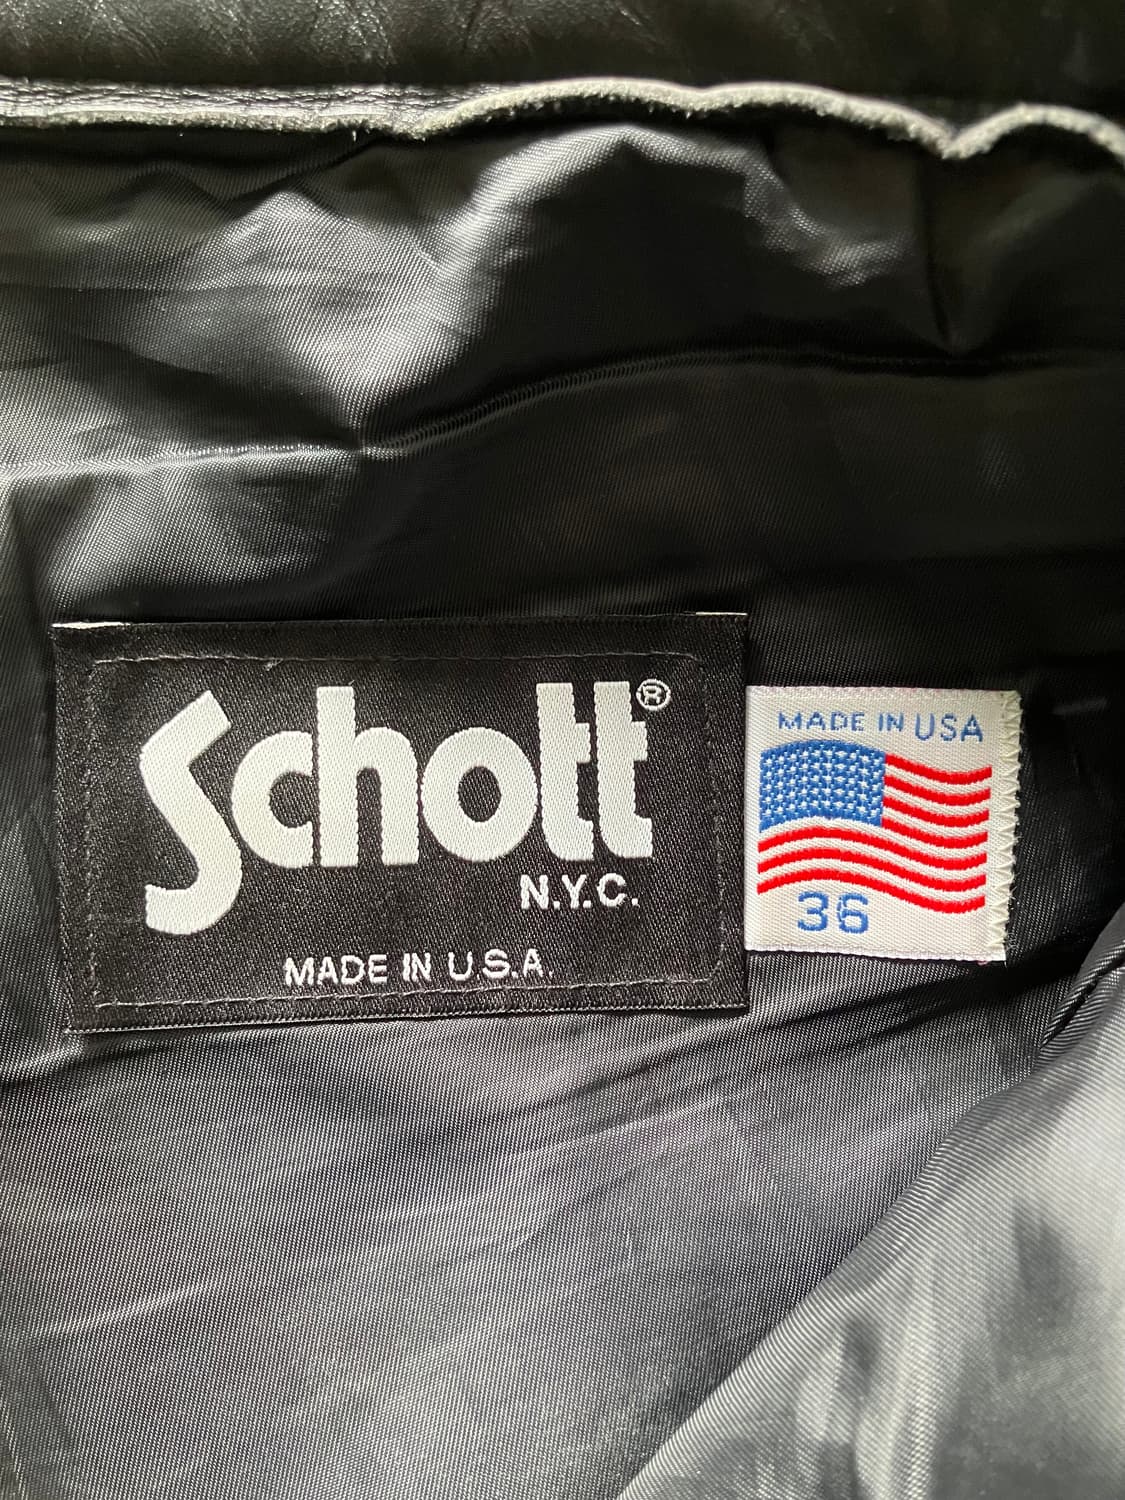 Schott®
N.Y.C.
MADE IN U.S.A.
MADE IN USA
36